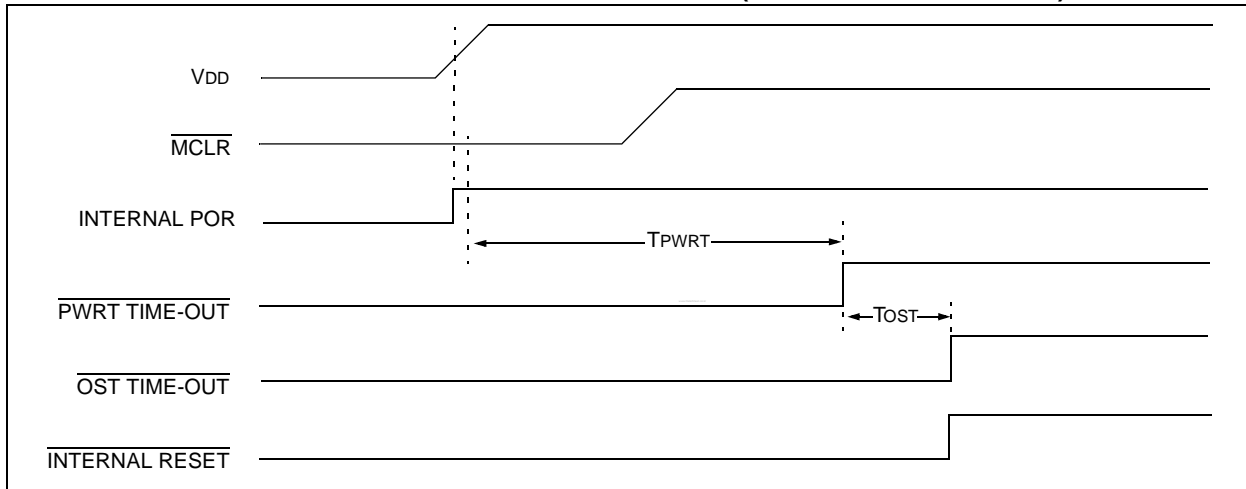 VDD
MCLR
INTERNAL POR
TPWRT
PWRT TIME-OUT
TOST
OST TIME-OUT
INTERNAL RESET